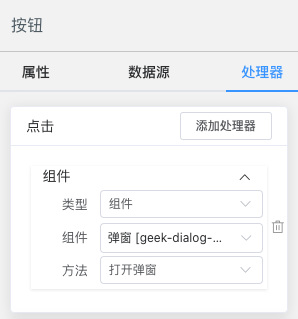 按钮
属性 数据源 处理器
点击 添加处理器
组件
类型 组件
组件 弹窗 [geek-dialog-...
方法 打开弹窗